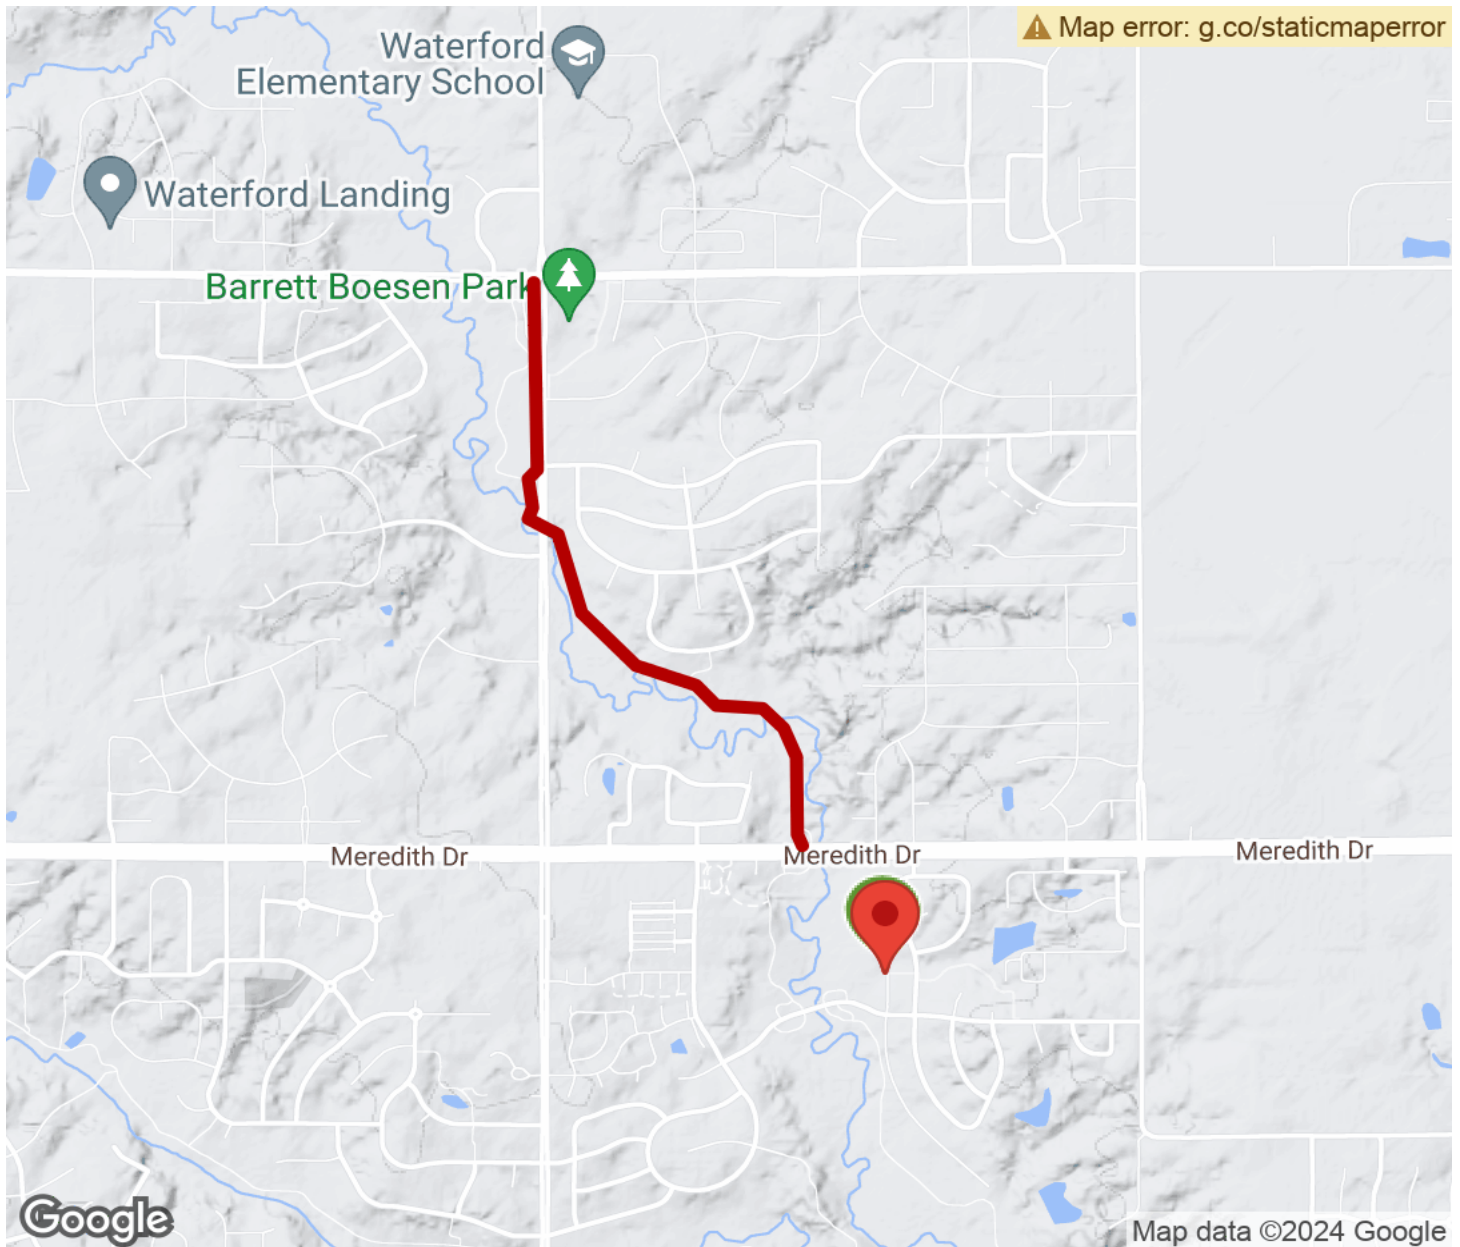 Map error: g.co/staticmaperror
Waterford
Elementary School
Waterford Landing
Barrett Boesen Park
Meredith Dr
Meredith Dr
Meredith Dr
Google
Map data ©2024 Google